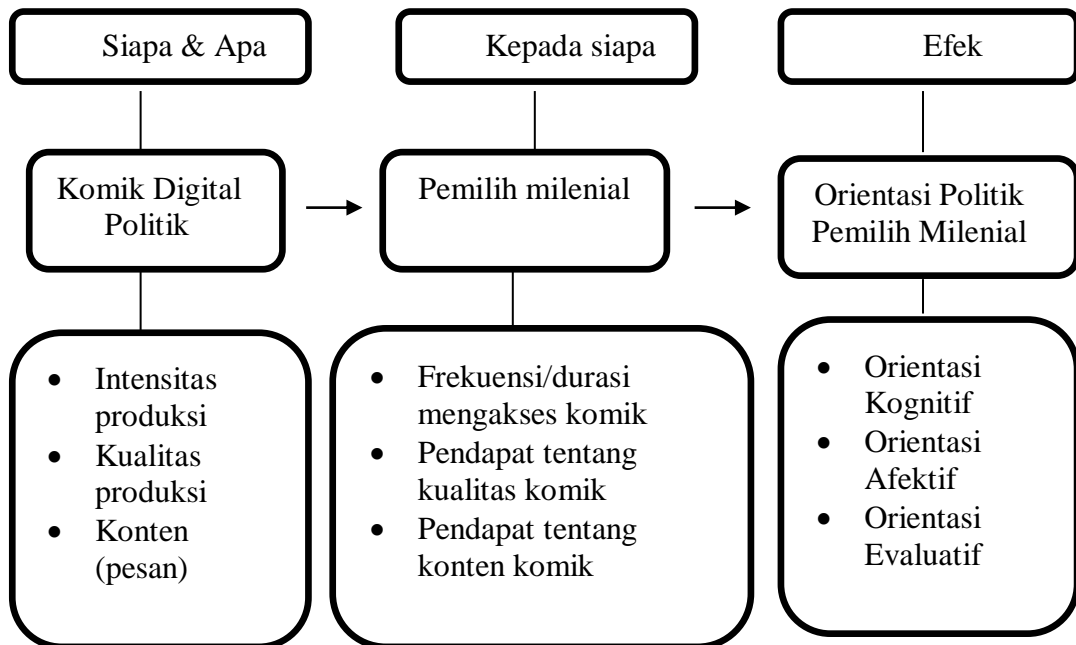 Siapa & Apa
Kepada siapa
Efek
Komik Digital
Politik
Pemilih milenial
Orientasi Politik
Pemilih Milenial
• Intensitas
produksi
• Kualitas
produksi
• Konten
(pesan)
• Frekuensi/durasi
mengakses komik
• Pendapat tentang
kualitas komik
• Pendapat tentang
konten komik
• Orientasi
Kognitif
• Orientasi
Afektif
• Orientasi
Evaluatif